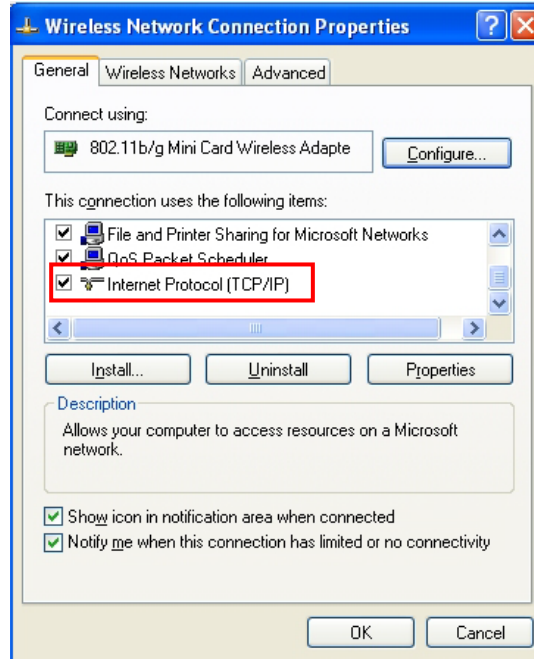 Wireless Network Connection Properties
General Wireless Networks Advanced
Connect using:
802.11b/g Mini Card Wireless Adapte
Configure...
This connection uses the following items:
File and Printer Sharing for Microsoft Networks
QoS Packet Scheduler
Internet Protocol (TCP/IP)
Install... Uninstall Properties
Description
Allows your computer to access resources on a Microsoft
network.
Show icon in notification area when connected
Notify me when this connection has limited or no connectivity
OK Cancel